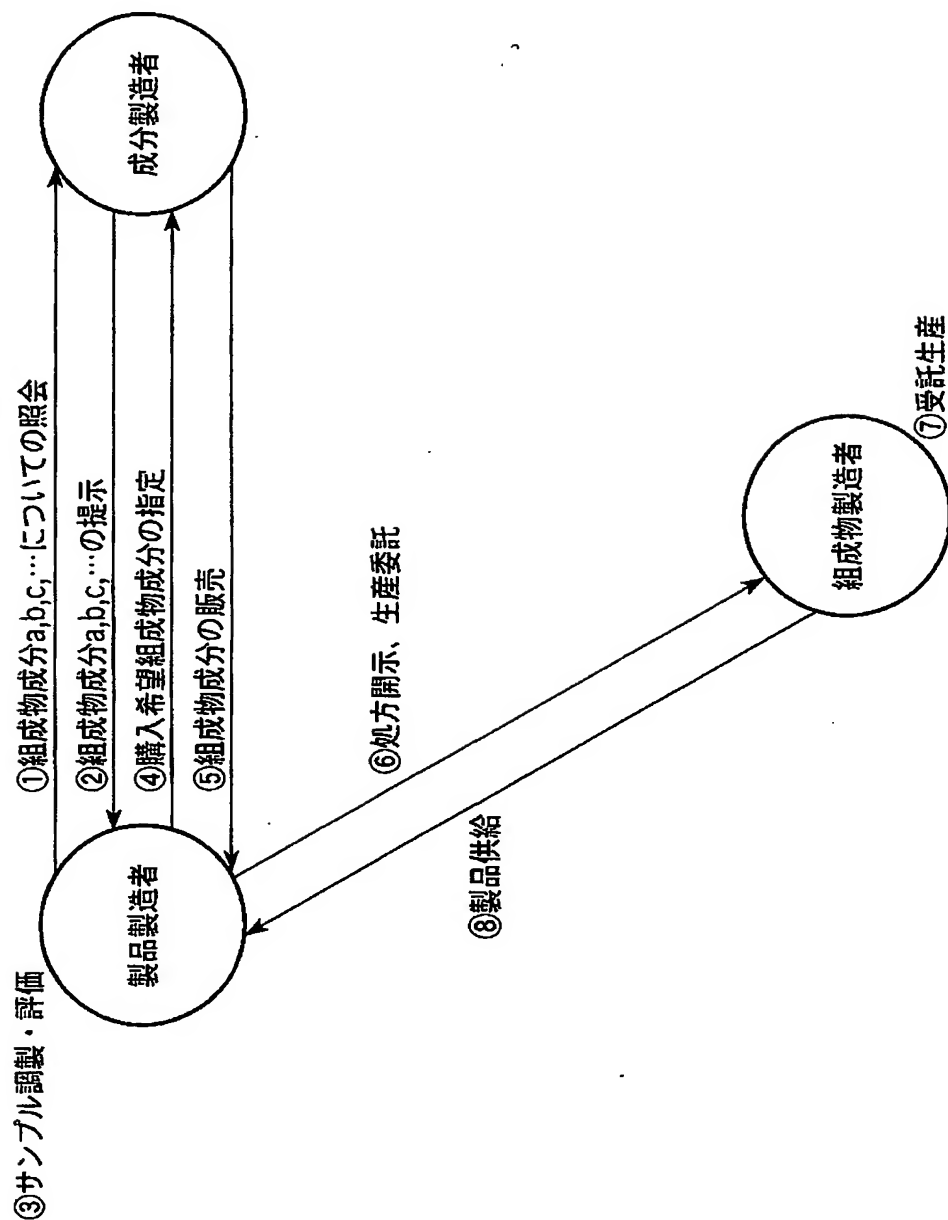 ③サンプル調製・評価
製品製造者
①組成物成分a,b,c,…についての照会
②組成物成分a,b,c,…の提示
④購入希望組成物成分の指定
⑤組成物成分の販売
成分製造者
⑥処方開示、生産委託
⑧製品供給
組成物製造者
⑦受託生産